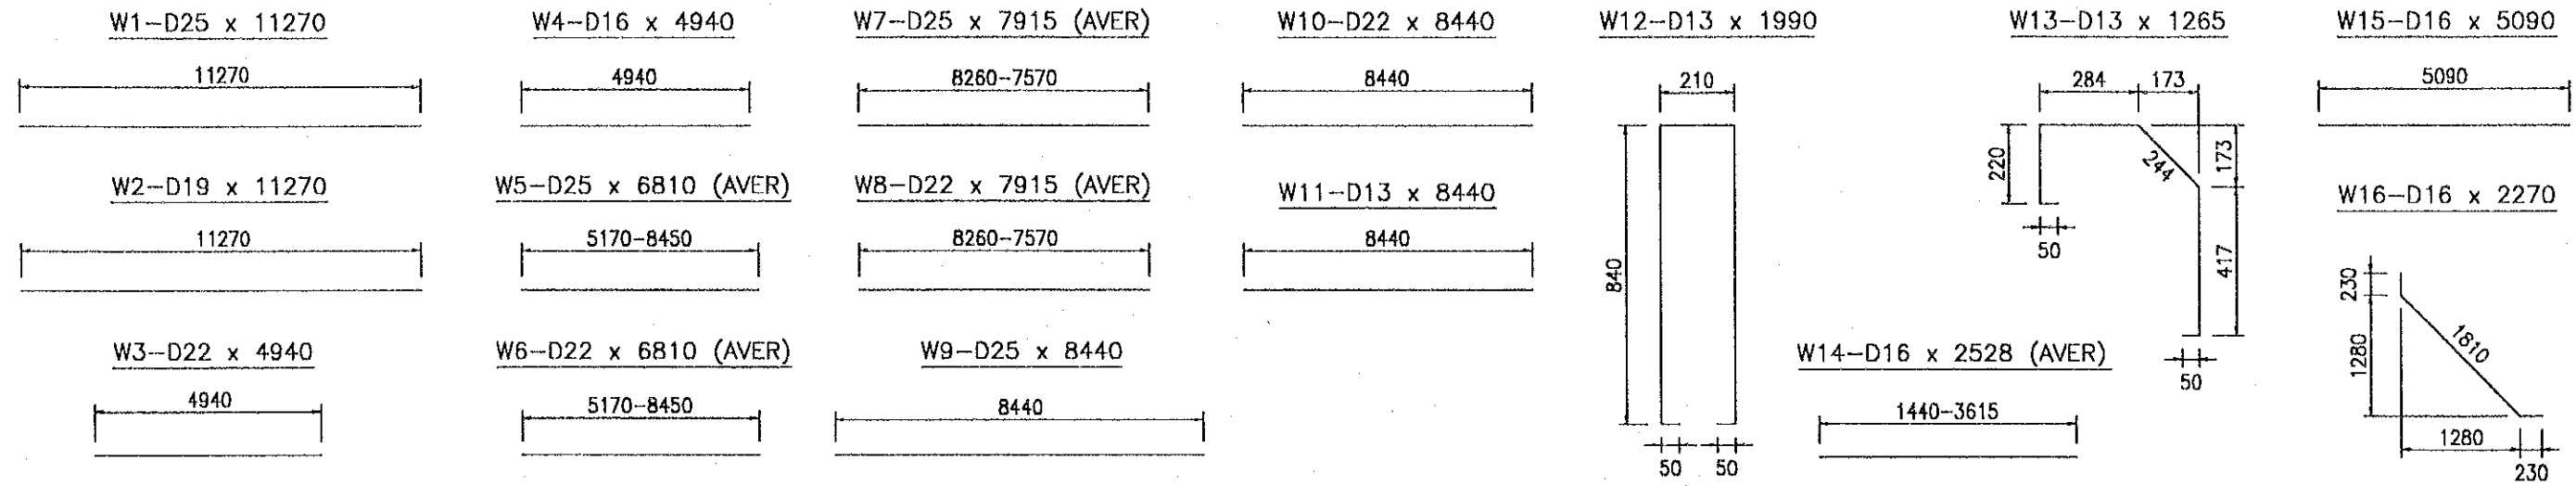 W1-D25 x 11270
11270
W2-D19 x 11270
11270
W3-D22 x 4940
4940
W4-D16 x 4940
4940
W5-D25 x 6810 (AVER)
5170-8450
W6-D22 x 6810 (AVER)
5170-8450
W7-D25 x 7915 (AVER)
8260-7570
W8-D22 x 7915 (AVER)
8260-7570
W9-D25 x 8440
8440
W10-D22 x 8440
8440
W11-D13 x 8440
8440
W12-D13 x 1990
210
840
50 50
W13-D13 x 1265
284 173
220
244
173
417
50
50
W14-D16 x 2528 (AVER)
1440-3615
W15-D16 x 5090
5090
W16-D16 x 2270
230
1280
1810
1280
230